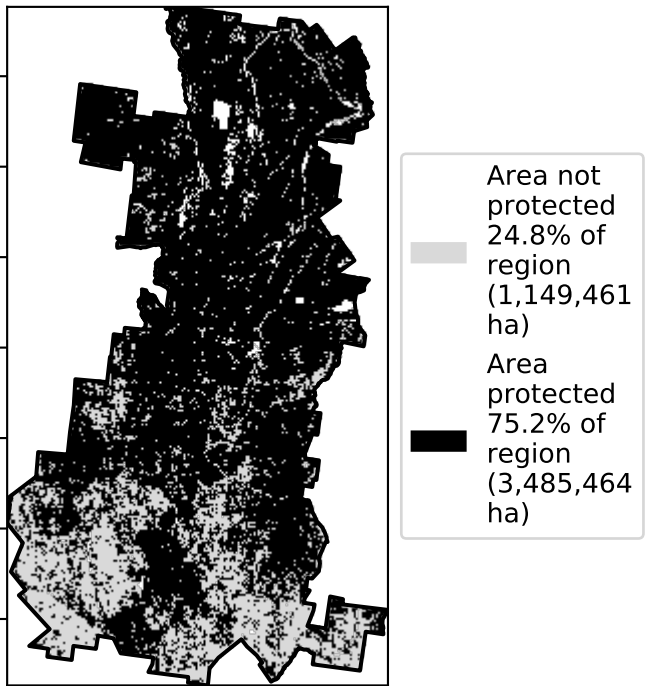 Area not
protected
24.8% of
region
(1,149,461
ha)
Area
protected
75.2% of
region
(3,485,464
ha)